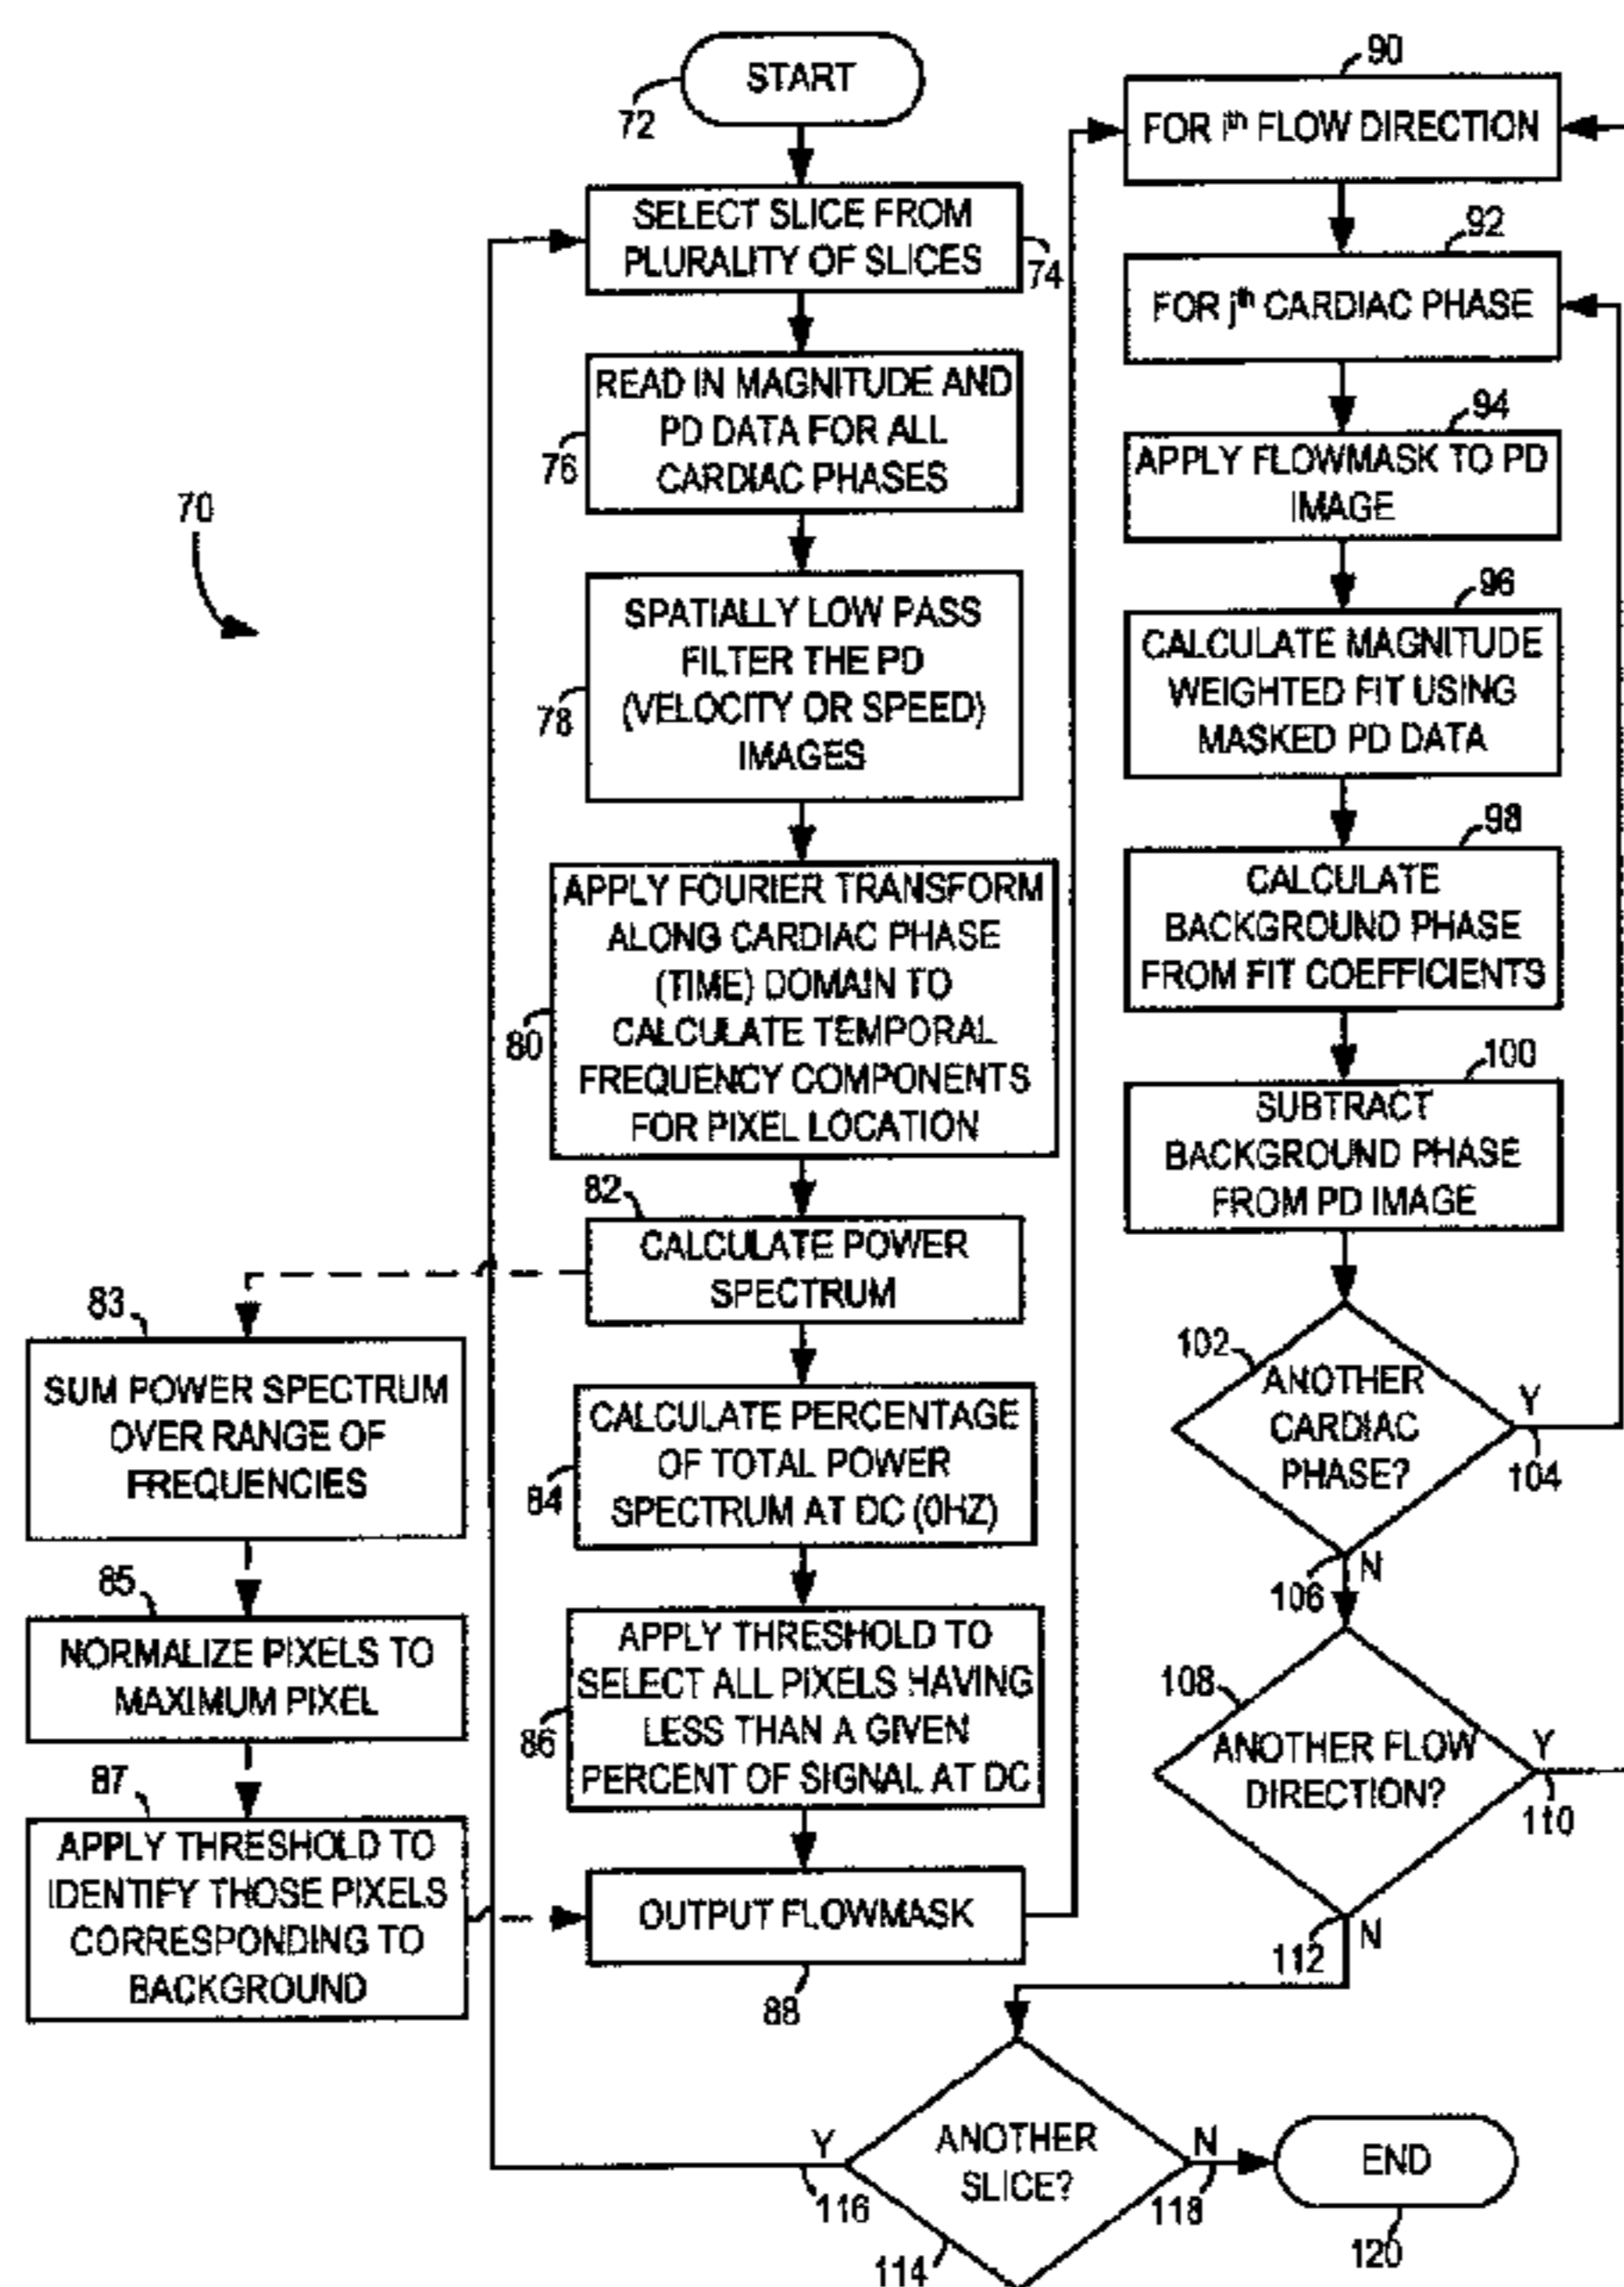 START
72
SELECT SLICE FROM
PLURALITY OF SLICES
74
READ IN MAGNITUDE AND
PD DATA FOR ALL
CARDIAC PHASES
76
70
SPATIALLY LOW PASS
FILTER THE PD
(VELOCITY OR SPEED)
IMAGES
78
APPLY FOURIER TRANSFORM
ALONG CARDIAC PHASE
(TIME) DOMAIN TO
CALCULATE TEMPORAL
FREQUENCY COMPONENTS
FOR PIXEL LOCATION
80
82
CALCULATE POWER
SPECTRUM
83
SUM POWER SPECTRUM
OVER RANGE OF
FREQUENCIES
85
NORMALIZE PIXELS TO
MAXIMUM PIXEL
87
APPLY THRESHOLD TO
IDENTIFY THOSE PIXELS
CORRESPONDING TO
BACKGROUND
CALCULATE PERCENTAGE
OF TOTAL POWER
SPECTRUM AT DC (0HZ)
84
APPLY THRESHOLD TO
SELECT ALL PIXELS HAVING
LESS THAN A GIVEN
PERCENT OF SIGNAL AT DC
86
OUTPUT FLOWMASK
88
90
FOR ith FLOW DIRECTION
92
FOR jth CARDIAC PHASE
94
APPLY FLOWMASK TO PD
IMAGE
96
CALCULATE MAGNITUDE
WEIGHTED FIT USING
MASKED PD DATA
98
CALCULATE
BACKGROUND PHASE
FROM FIT COEFFICIENTS
100
SUBTRACT
BACKGROUND PHASE
FROM PD IMAGE
102
ANOTHER
CARDIAC
PHASE?
Y
104
106
N
108
ANOTHER FLOW
DIRECTION?
Y
110
112
N
ANOTHER
SLICE?
Y
116
114
N
118
END
120